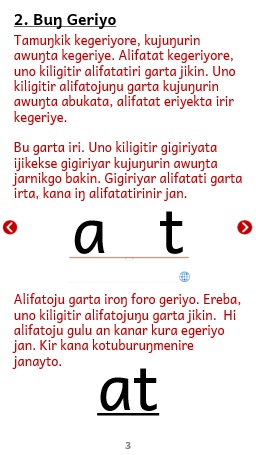 2. Buŋ Geriyo
Tamuŋkik kegeriyore, kujuŋurin
awuŋta kegeriye. Alifatat kegeriyore,
uno kiligitir alifatatiri garta jikin. Uno
kiligitir alifatojuŋu garta kujuŋurin
awuŋta abukata, alifatat eriyekta irir
kegeriye.
Bu garta iri. Uno kiligitir gigiriyata
ijikekse gigiriyar kujuŋurin awuŋta
jarnikgo bakin. Gigiriyar alifatati garta
irta, kana iŋ alifatatirinir jan.
a t
Alifatoju garta iroŋ foro geriyo. Ereba,
uno kiligitir alifatojuŋu garta jikin. Hi
alifatoju gulu an kanar kura egeriyo
jan. Kir kana kotuburuŋmenire
janayto.
at
3